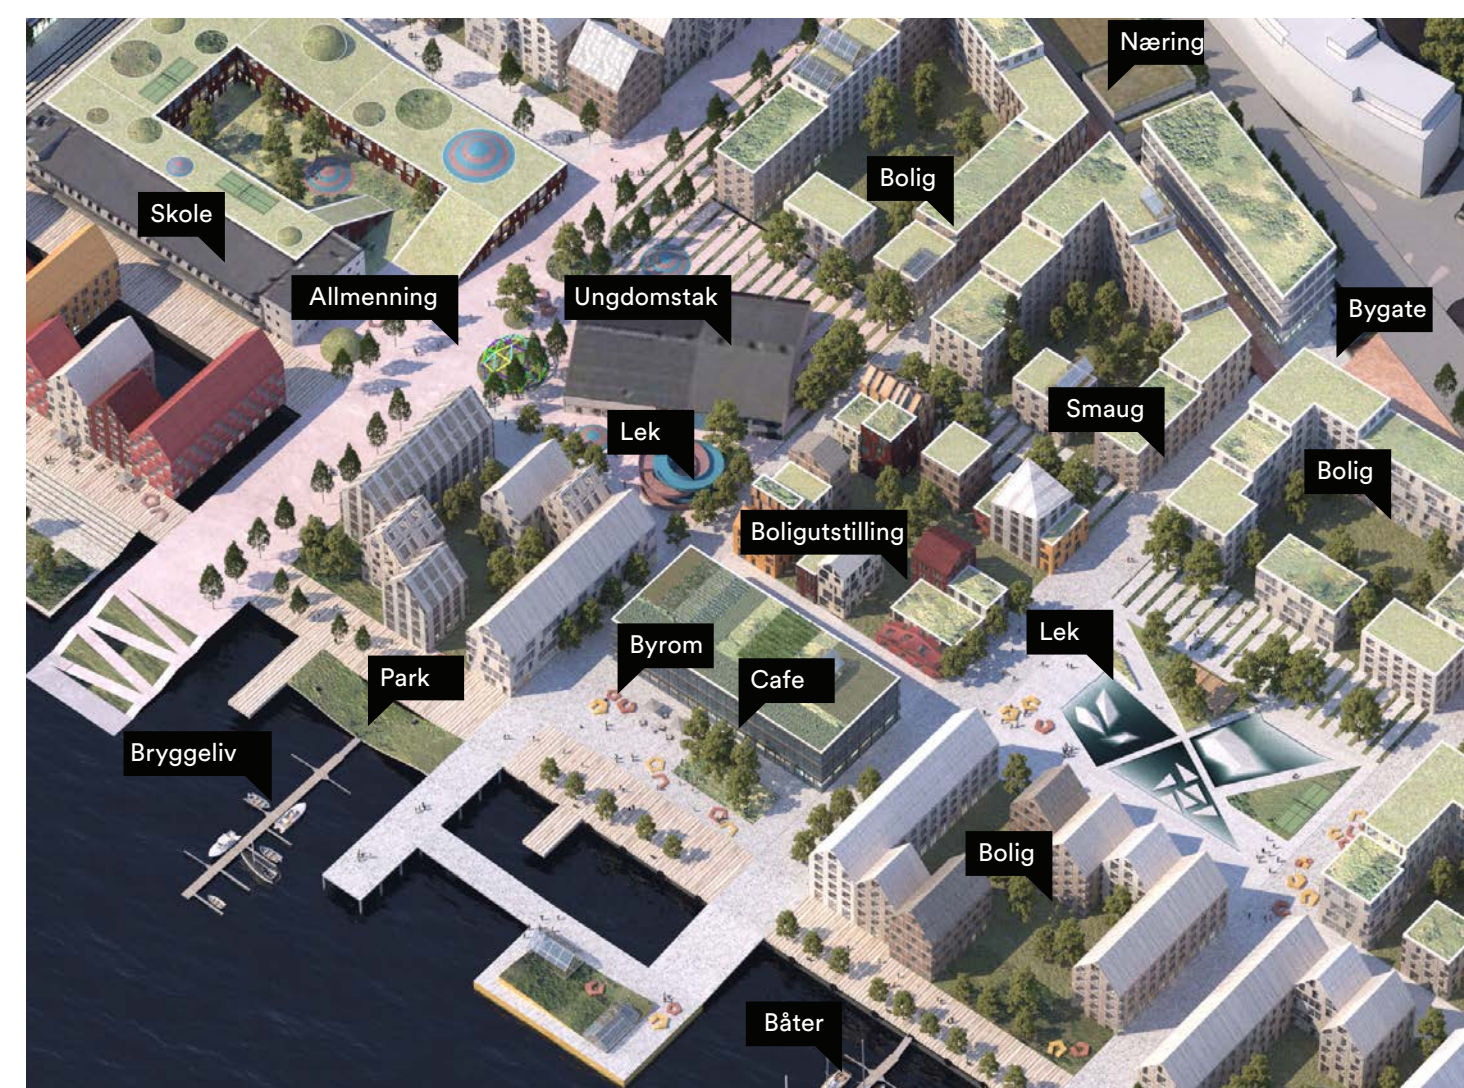 Næring
Bolig
Skole
Allmenning
Ungdomstak
Bygate
Smaug
Lek
Bolig
Boligutstilling
Byrom
Lek
Park
Cafe
Bryggeliv
Bolig
Båter